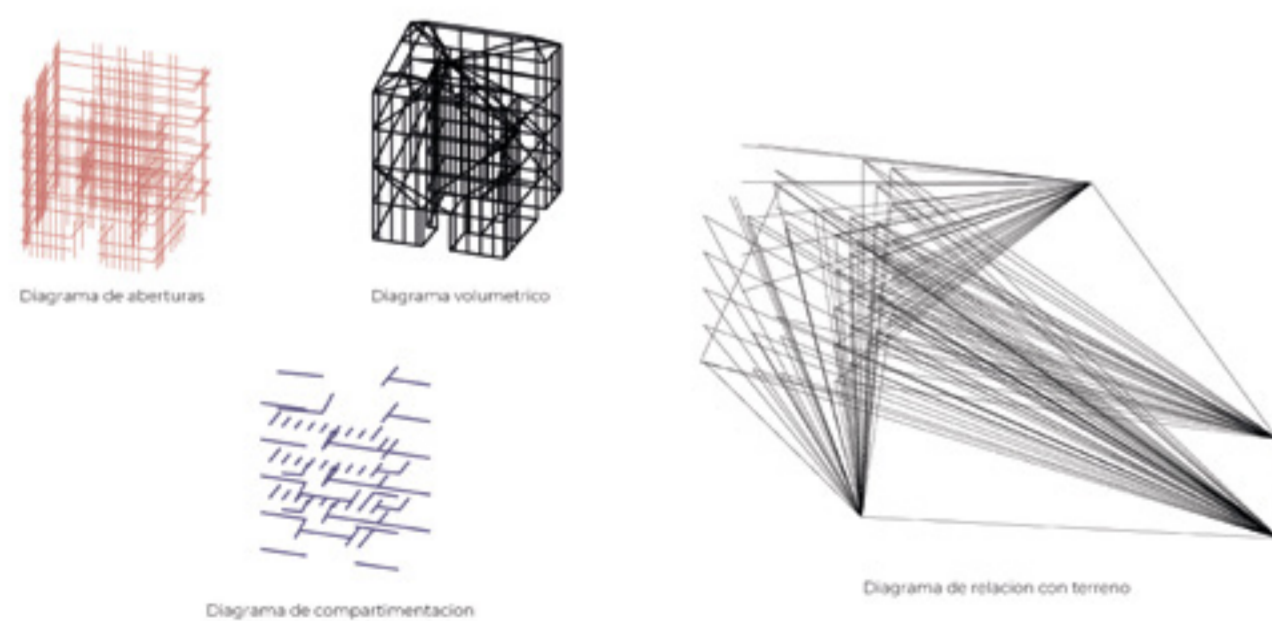 Diagrama de aberturas
Diagrama volumetrico
Diagrama de compartimentacion
Diagrama de relacion con terreno